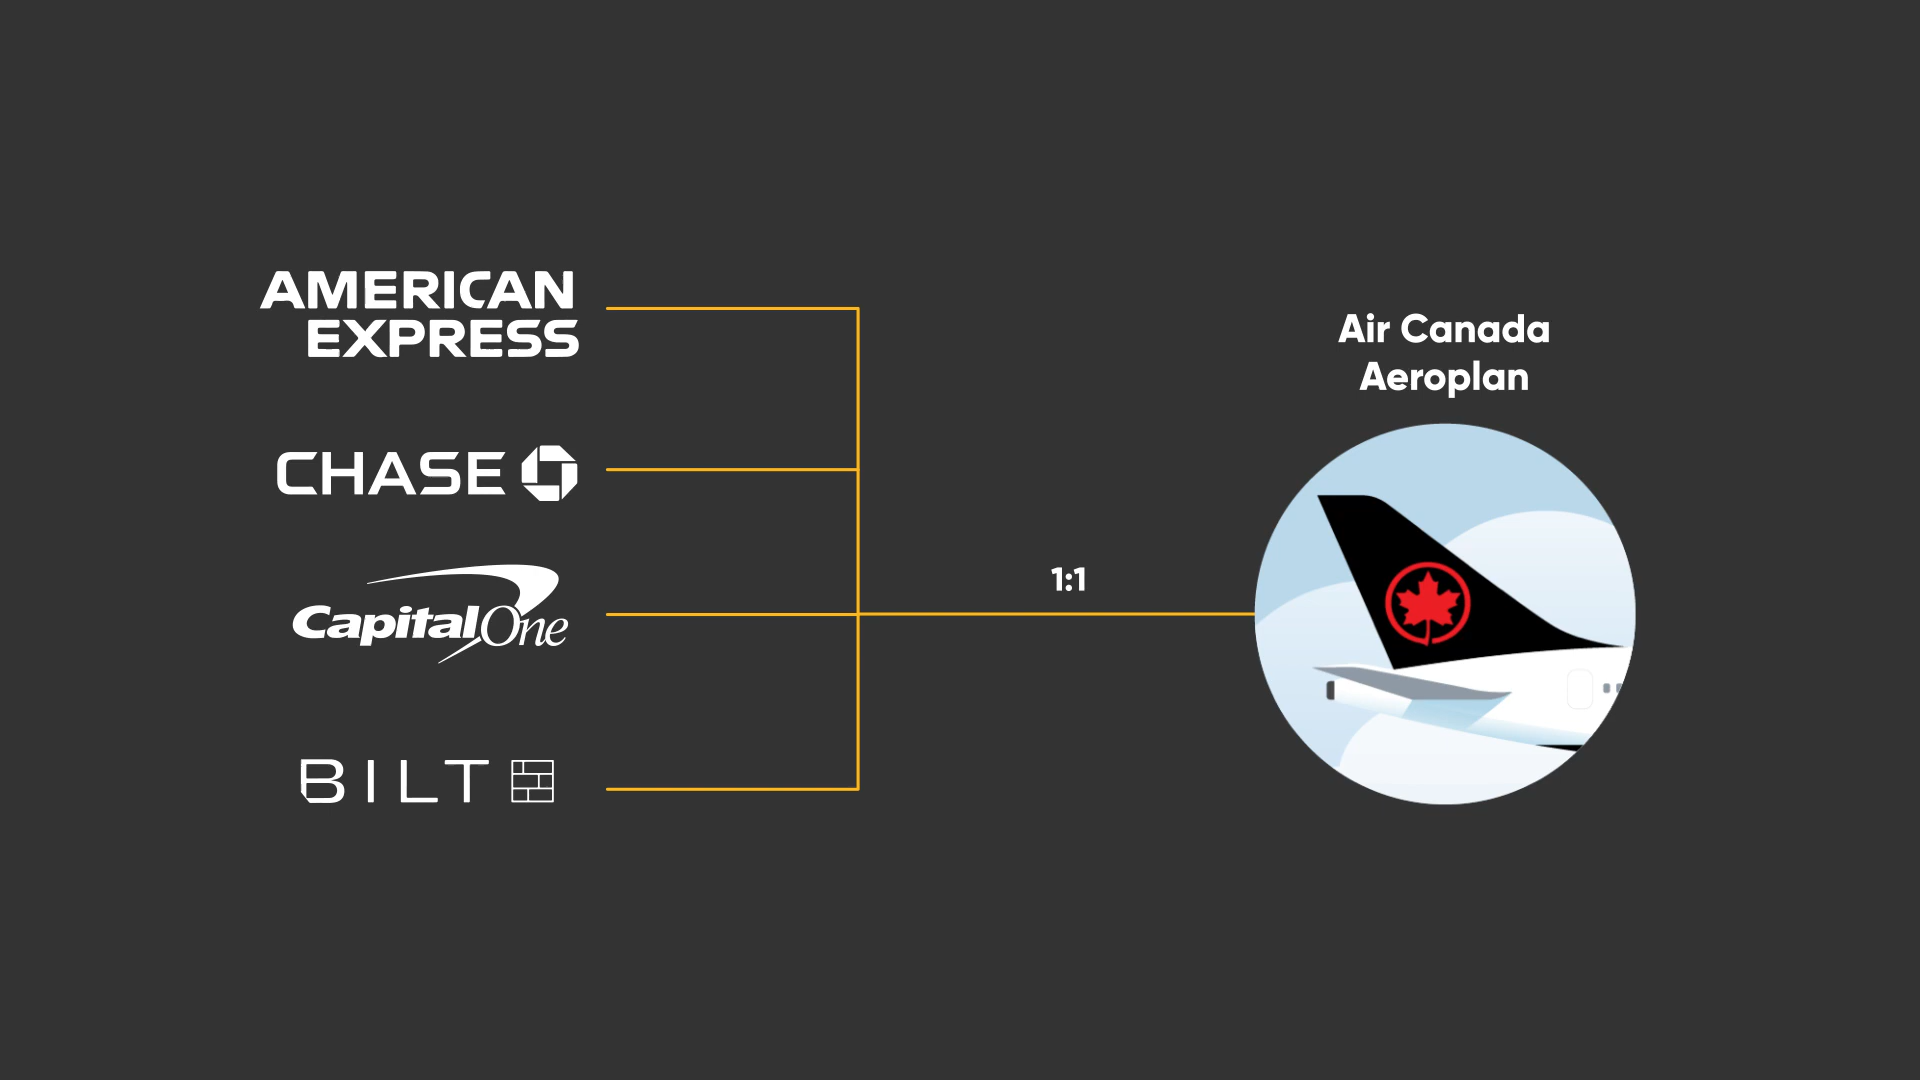 AMERICAN
EXPRESS
CHASE
CapitalOne
BILT
1:1
Air Canada
Aeroplan